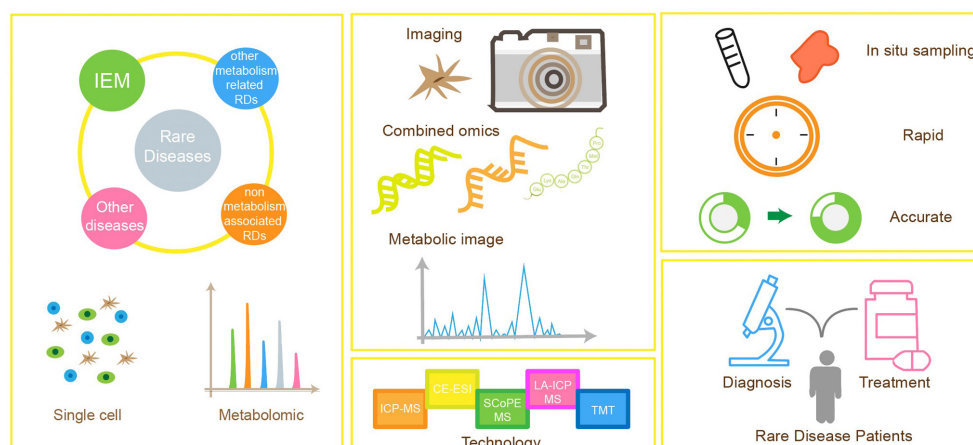 IEM
other
metabolism
related
RDs
Rare
Diseases
Other
diseases
non
metabolism
associated
RDs
Single cell
Metabolomic
Imaging
Combined omics
Metabolic image
ICP-MS
CE-ESI
SCoPE
MS
LA-ICP
MS
TMT
Technology
In situ sampling
Rapid
Accurate
Diagnosis
Treatment
Rare Disease Patients